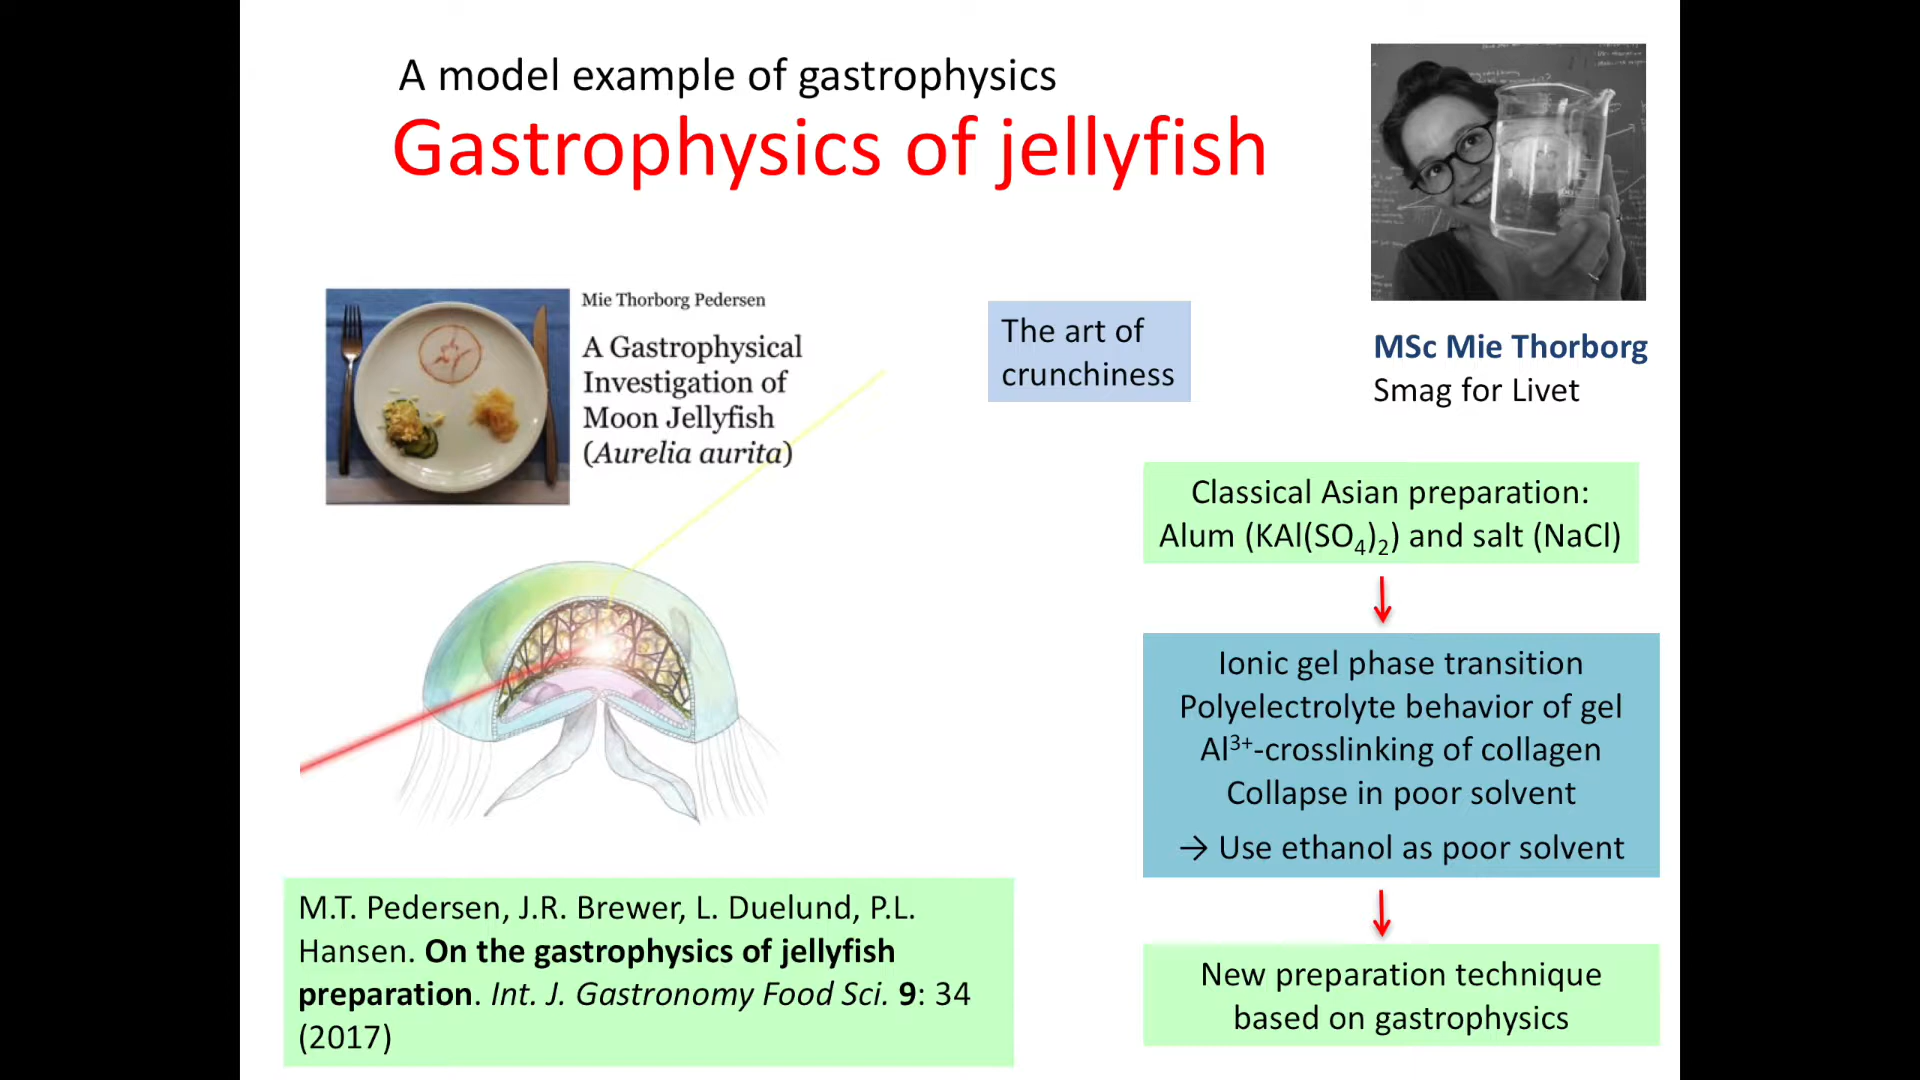 A model example of gastrophysics
Gastrophysics of jellyfish
Mie Thorborg Pedersen
A Gastrophysical
Investigation of
Moon Jellyfish
(Aurelia aurita)
The art of
crunchiness
MSc Mie Thorborg
Smag for Livet
Classical Asian preparation:
Alum (KAl(SO₄)₂) and salt (NaCl)
Ionic gel phase transition
Polyelectrolyte behavior of gel
Al³⁺-crosslinking of collagen
Collapse in poor solvent
→ Use ethanol as poor solvent
New preparation technique
based on gastrophysics
M.T. Pedersen, J.R. Brewer, L. Duelund, P.L.
Hansen. On the gastrophysics of jellyfish
preparation. Int. J. Gastronomy Food Sci. 9: 34
(2017)